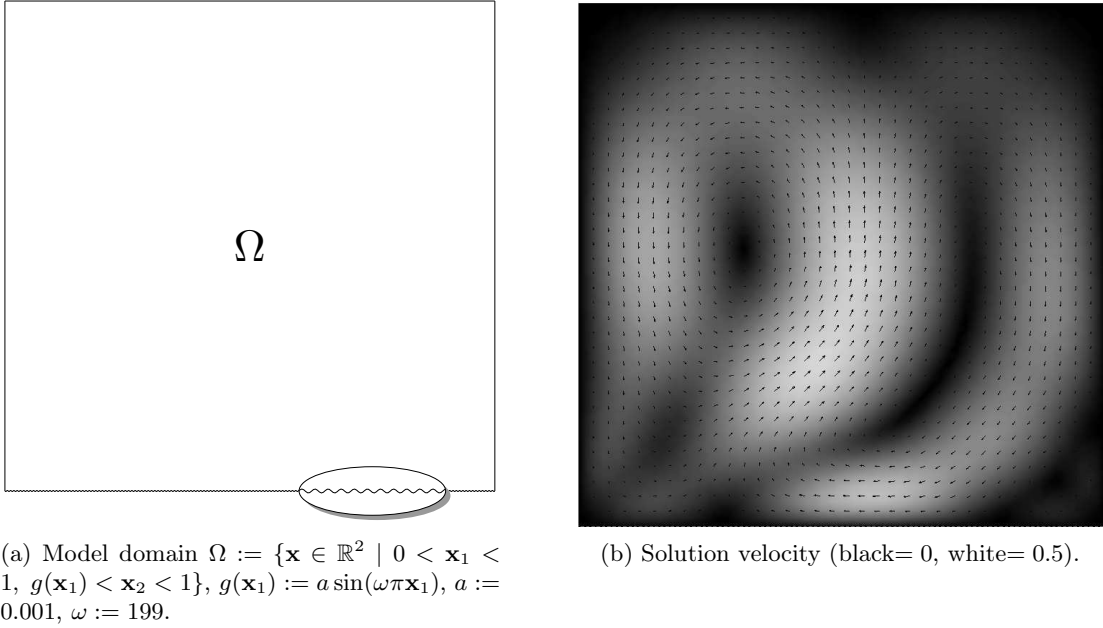 Ω
(a) Model domain Ω := {x ∈ ℝ² | 0 < x₁ <
1, g(x₁) < x₂ < 1}, g(x₁) := a sin(ωπx₁), a :=
0.001, ω := 199.
(b) Solution velocity (black= 0, white= 0.5).